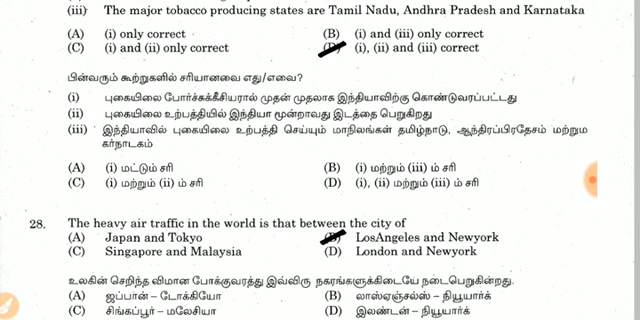 (iii) The major tobacco producing states are Tamil Nadu, Andhra Pradesh and Karnataka
(A) (i) only correct (B) (i) and (iii) only correct
(C) (i) and (ii) only correct (D) (i), (ii) and (iii) correct
பின்வரும் கூற்றுகளில் சரியானவை எது/எவை?
(i) புகையிலை போர்ச்சுக்கீசியரால் முதன் முதலாக இந்தியாவிற்கு கொண்டுவரப்பட்டது
(ii) புகையிலை உற்பத்தியில் இந்தியா மூன்றாவது இடத்தை பெறுகிறது
(iii) இந்தியாவில் புகையிலை உற்பத்தி செய்யும் மாநிலங்கள் தமிழ்நாடு, ஆந்திரப்பிரதேசம் மற்றும்
கர்நாடகம்
(A) (i) மட்டும் சரி (B) (i) மற்றும் (iii) ம் சரி
(C) (i) மற்றும் (ii) ம் சரி (D) (i), (ii) மற்றும் (iii) ம் சரி
28. The heavy air traffic in the world is that between the city of
(A) Japan and Tokyo (B) LosAngeles and Newyork
(C) Singapore and Malaysia (D) London and Newyork
உலகின் செறிந்த விமான போக்குவரத்து இவ்விரு நகரங்களுக்கிடையே நடைபெறுகின்றது.
(A) ஜப்பான் – டோக்கியோ (B) லாஸ்ஏஞ்சல்ஸ் – நியூயார்க்
(C) சிங்கப்பூர் – மலேசியா (D) இலண்டன் – நியூயார்க்